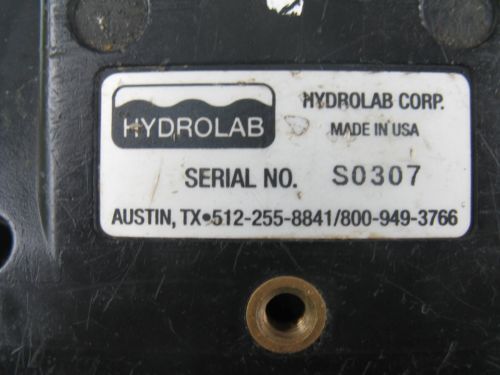 HYDROLAB
HYDROLAB CORP.
MADE IN USA
SERIAL NO. S0307
AUSTIN, TX•512-255-8841/800-949-3766